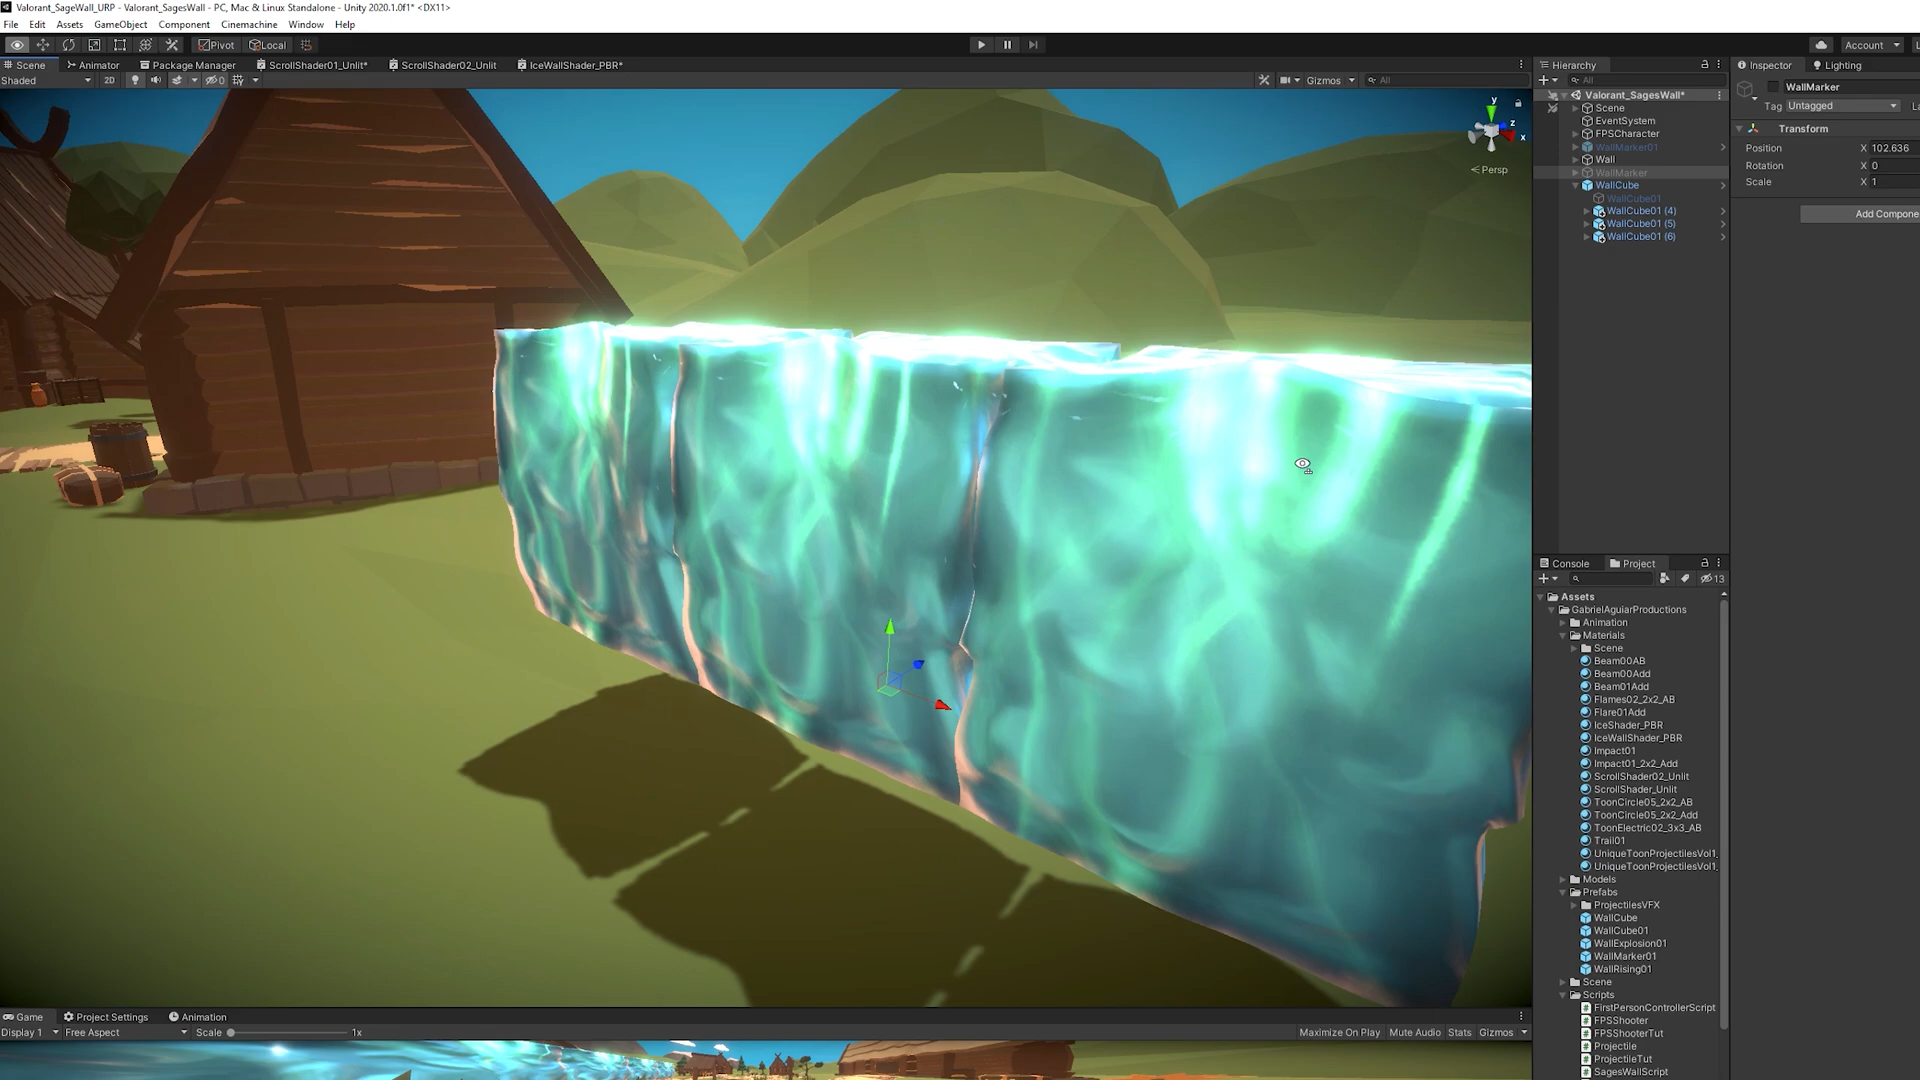 Valorant_SageWall_URP - Valorant_SagesWall - PC, Mac & Linux Standalone - Unity 2020.1.0f1* <DX11>
File Edit Assets GameObject Component Cinemachine Window Help
Pivot Local Account
Scene Animator Package Manager ScrollShader01_Unlit* ScrollShader02_Unlit IceWallShader_PBR*
Shaded 2D 0 Gizmos All
y
z
x
Persp
Hierarchy
All
Valorant_SagesWall*
Scene
EventSystem
FPSCharacter
WallMarker01
Wall
WallMarker
WallCube
WallCube01
WallCube01 (4)
WallCube01 (5)
WallCube01 (6)
Inspector Lighting
WallMarker
Tag Untagged
Transform
Position X 102.636
Rotation X 0
Scale X 1
Add Compone
Console Project
13
Assets
GabrielAguiarProductions
Animation
Materials
Scene
Beam00AB
Beam00Add
Beam01Add
Flames02_2x2_AB
Flare01Add
IceShader_PBR
IceWallShader_PBR
Impact01
Impact01_2x2_Add
ScrollShader02_Unlit
ScrollShader_Unlit
ToonCircle05_2x2_AB
ToonCircle05_2x2_Add
ToonElectric02_3x3_AB
Trail01
UniqueToonProjectilesVol1_
UniqueToonProjectilesVol1_
Models
Prefabs
ProjectilesVFX
WallCube
WallCube01
WallExplosion01
WallMarker01
WallRising01
Scene
Scripts
FirstPersonControllerScript
FPSShooter
FPSShooterTut
Projectile
ProjectileTut
SagesWallScript
Game Project Settings Animation
Display 1 Free Aspect Scale 1x Maximize On Play Mute Audio Stats Gizmos